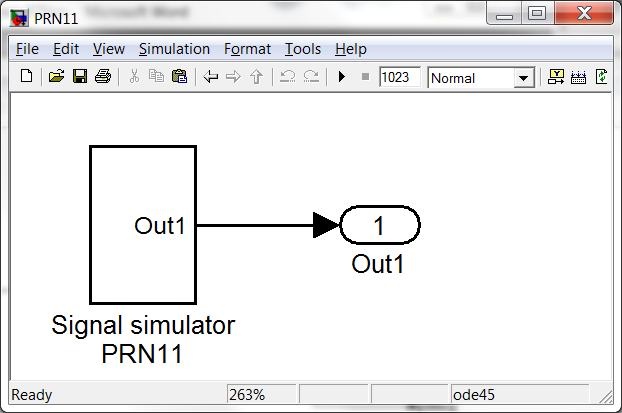 PRN11
File Edit View Simulation Format Tools Help
1023 Normal
Out1
1
Out1
Signal simulator
PRN11
Ready 263% ode45